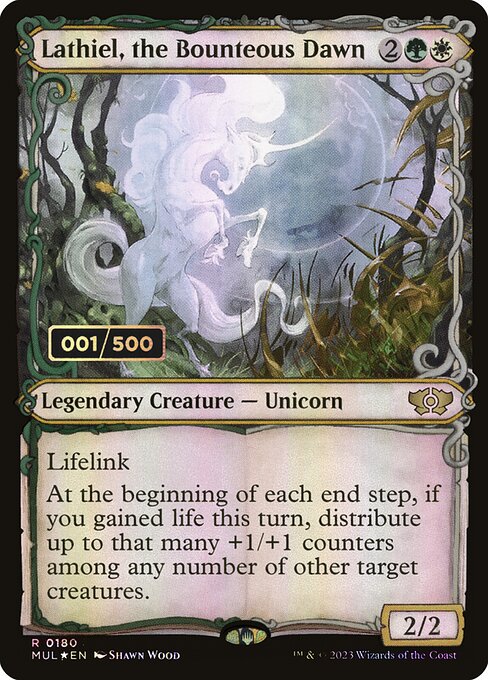 Lathiel, the Bounteous Dawn 2
001/500
Legendary Creature — Unicorn
Lifelink
At the beginning of each end step, if
you gained life this turn, distribute
up to that many +1/+1 counters
among any number of other target
creatures.
2/2
R 0180
MUL★EN Shawn Wood
™ & © 2023 Wizards of the Coast